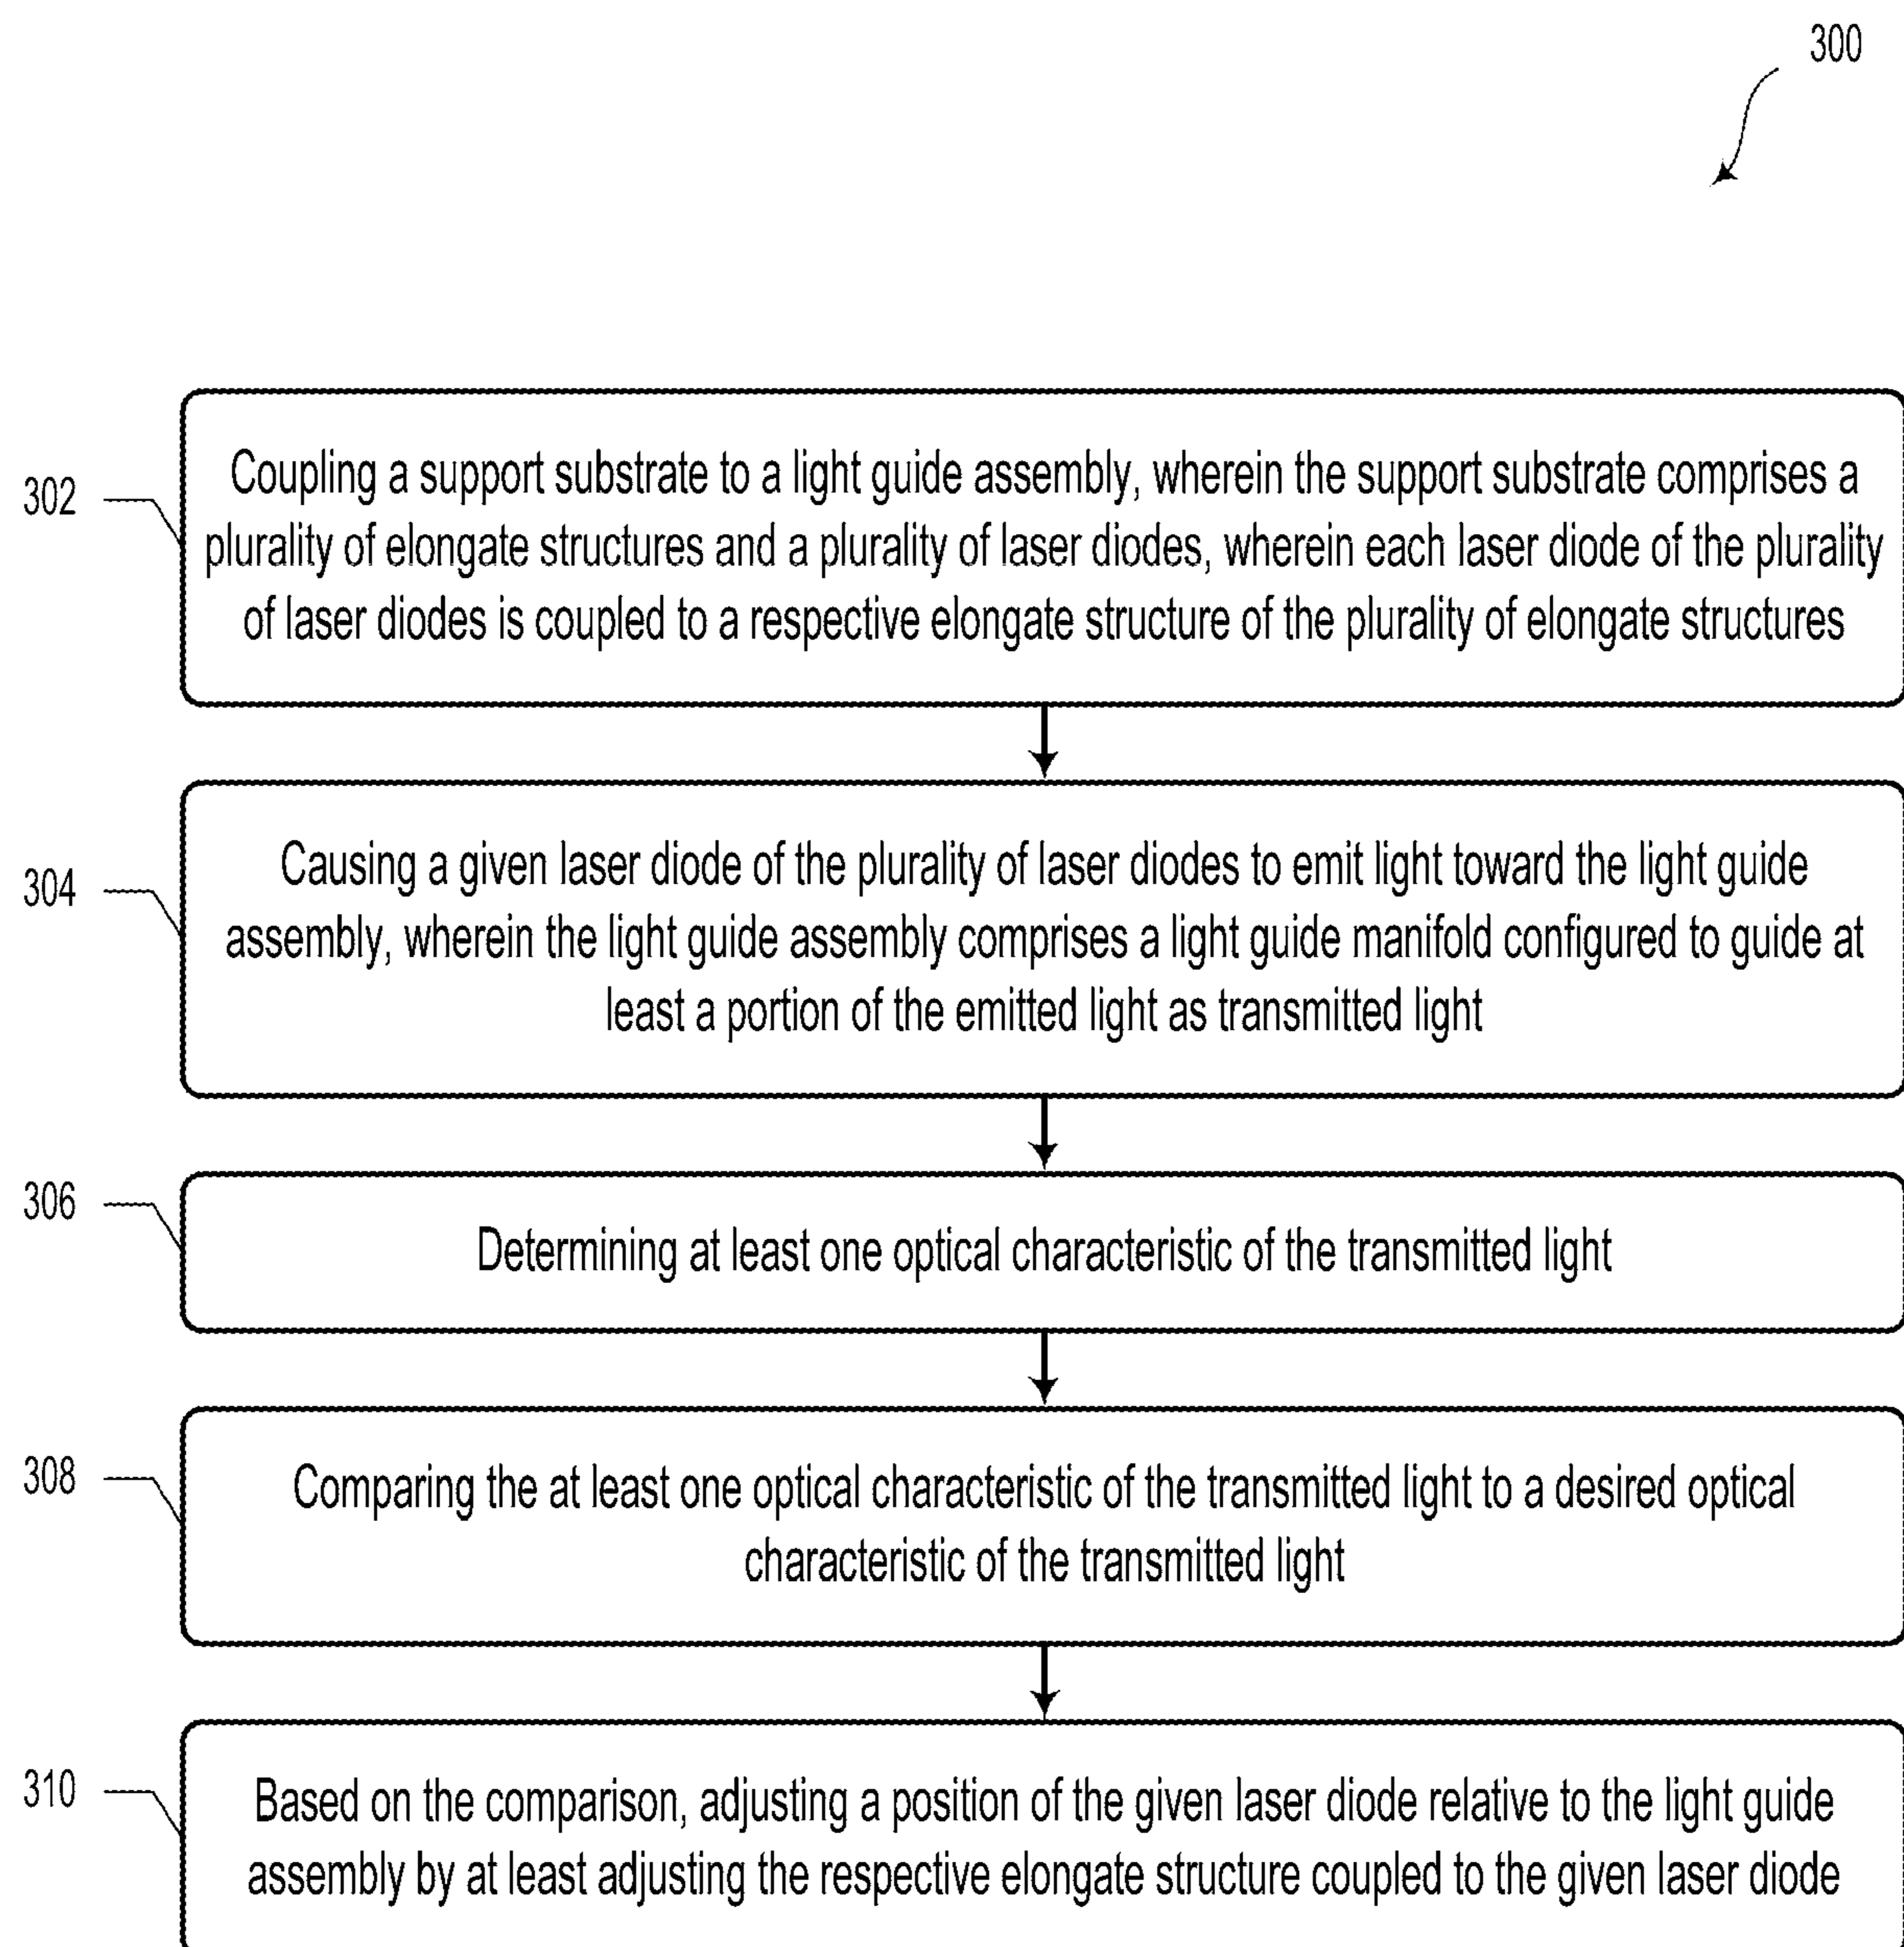 300
302
Coupling a support substrate to a light guide assembly, wherein the support substrate comprises a
plurality of elongate structures and a plurality of laser diodes, wherein each laser diode of the plurality
of laser diodes is coupled to a respective elongate structure of the plurality of elongate structures
304
Causing a given laser diode of the plurality of laser diodes to emit light toward the light guide
assembly, wherein the light guide assembly comprises a light guide manifold configured to guide at
least a portion of the emitted light as transmitted light
306
Determining at least one optical characteristic of the transmitted light
308
Comparing the at least one optical characteristic of the transmitted light to a desired optical
characteristic of the transmitted light
310
Based on the comparison, adjusting a position of the given laser diode relative to the light guide
assembly by at least adjusting the respective elongate structure coupled to the given laser diode